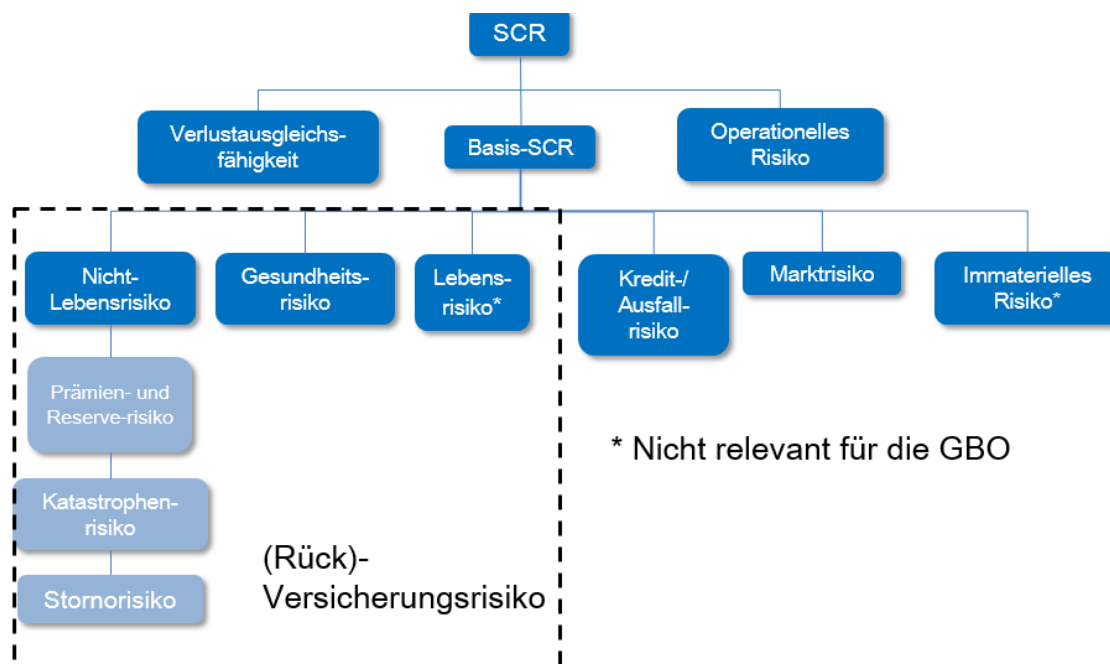 SCR
Verlustausgleichs-
fähigkeit
Basis-SCR
Operationelles
Risiko
Nicht-
Lebensrisiko
Gesundheits-
risiko
Lebens-
risiko*
Kredit-/
Ausfall-
risiko
Marktrisiko
Immaterielles
Risiko*
Prämien- und
Reserve-risiko
Katastrophen-
risiko
Stornorisiko
(Rück)-
Versicherungsrisiko
* Nicht relevant für die GBO